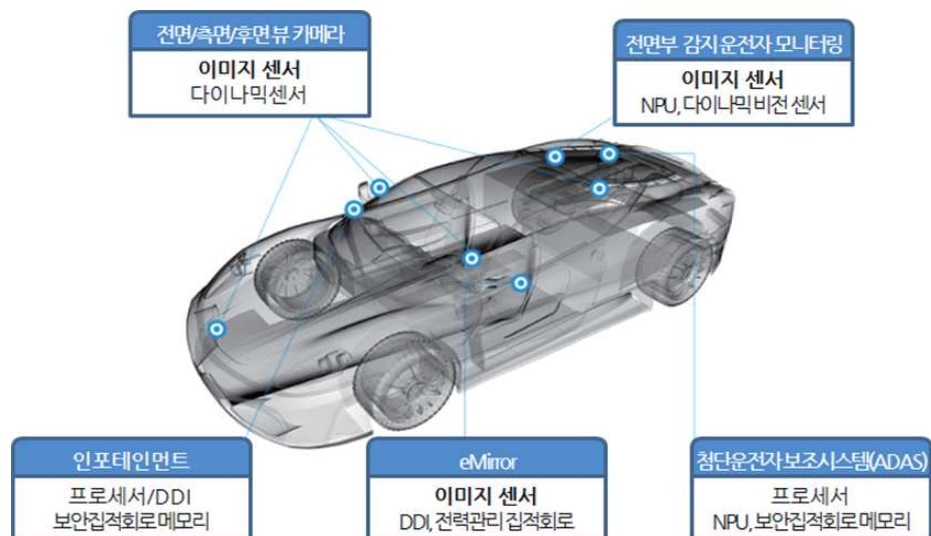 전면/측면/후면 뷰 카메라
이미지 센서
다이나믹센서
전면부 감지 운전자 모니터링
이미지 센서
NPU, 다이나믹 비전 센서
인포테인먼트
프로세서/DDI
보안집적회로 메모리
eMirror
이미지 센서
DDI, 전력관리 집적회로
첨단운전자 보조시스템(ADAS)
프로세서
NPU, 보안집적회로 메모리